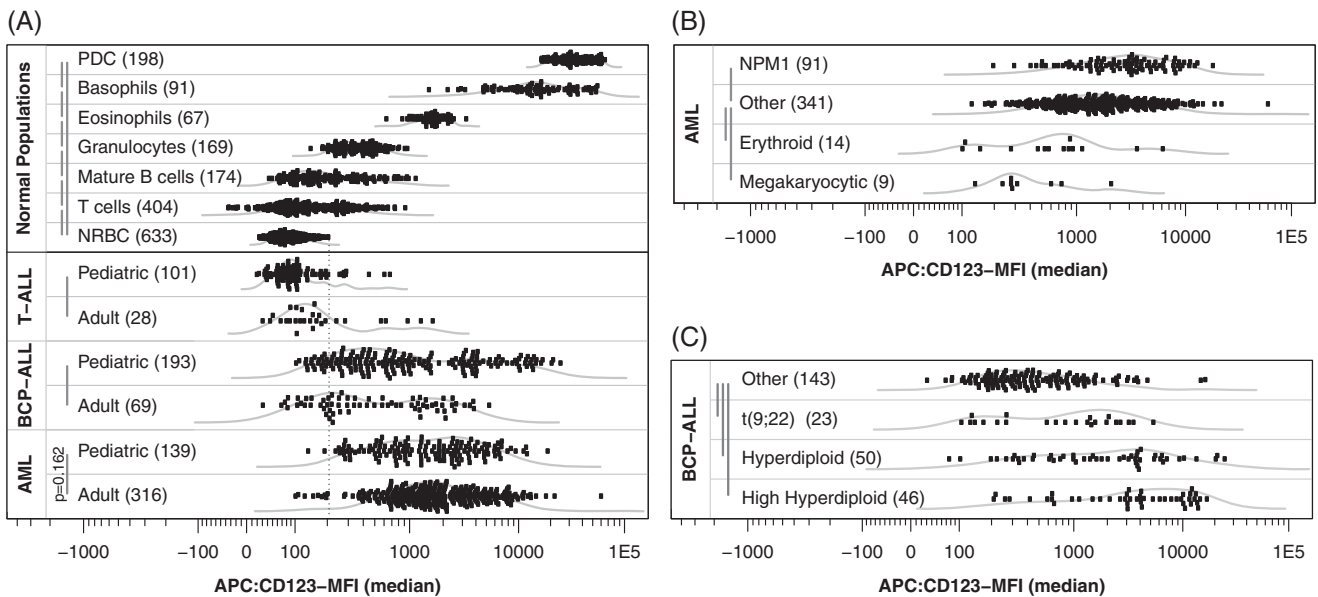 (A)
Normal Populations
PDC (198)
Basophils (91)
Eosinophils (67)
Granulocytes (169)
Mature B cells (174)
T cells (404)
NRBC (633)
T−ALL
Pediatric (101)
Adult (28)
BCP−ALL
Pediatric (193)
Adult (69)
AML
p=0.162
Pediatric (139)
Adult (316)
−1000 −100 0 100 1000 10000 1E5
APC:CD123−MFI (median)
(B)
AML
NPM1 (91)
Other (341)
Erythroid (14)
Megakaryocytic (9)
−1000 −100 0 100 1000 10000 1E5
APC:CD123−MFI (median)
(C)
BCP−ALL
Other (143)
t(9;22) (23)
Hyperdiploid (50)
High Hyperdiploid (46)
−1000 −100 0 100 1000 10000 1E5
APC:CD123−MFI (median)